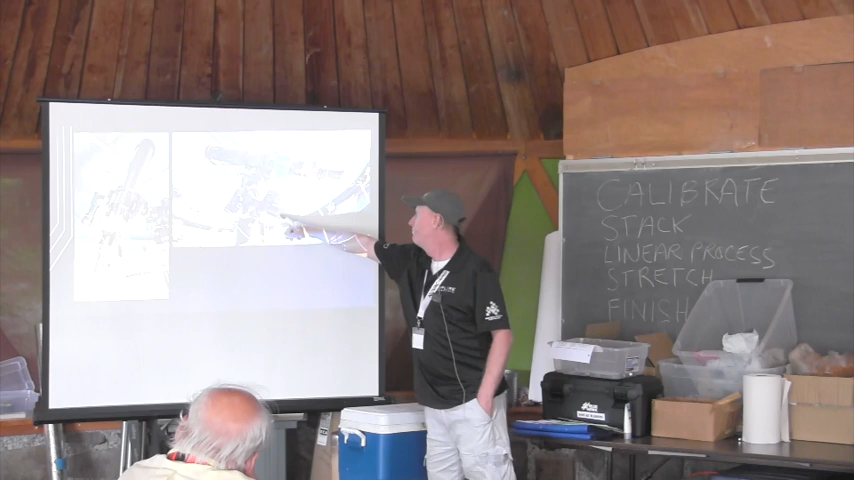 CALIBRATE
STACK
LINEAR PROCESS
STRETCH
FINISH